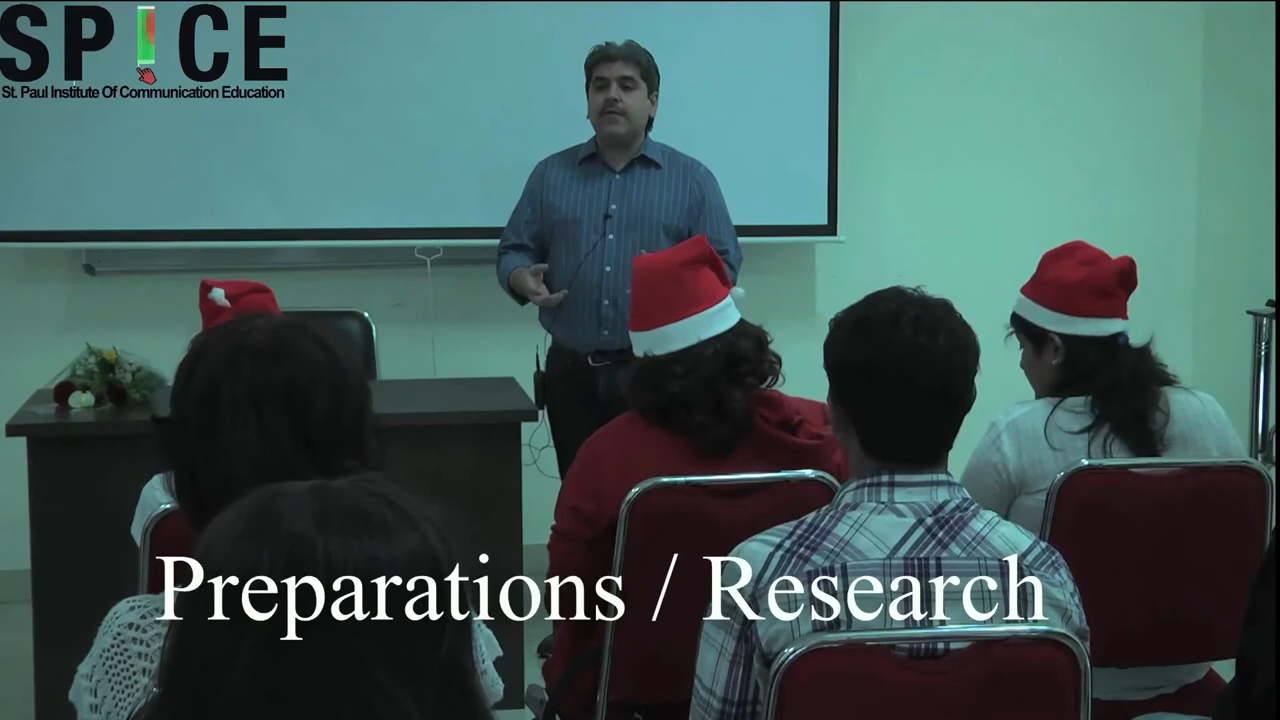 SPICE
St. Paul Institute Of Communication Education
Preparations / Research